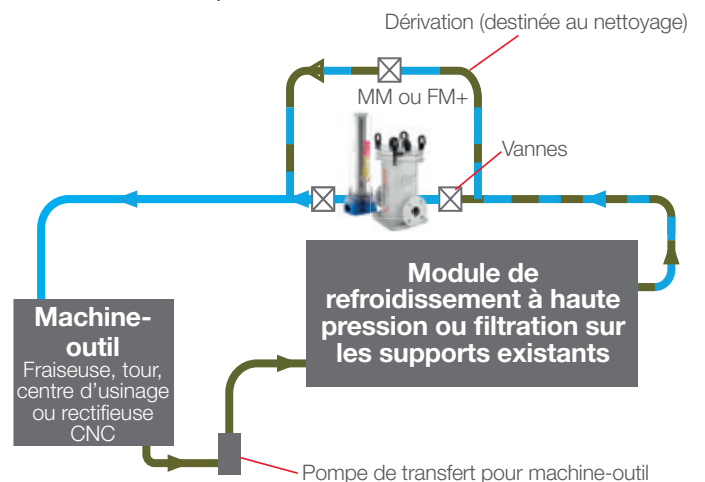 Dérivation (destinée au nettoyage)
MM ou FM+
Vannes
Module de
refroidissement à haute
pression ou filtration sur
les supports existants
Machine-
outil
Fraiseuse, tour,
centre d’usinage
ou rectifieuse
CNC
Pompe de transfert pour machine-outil